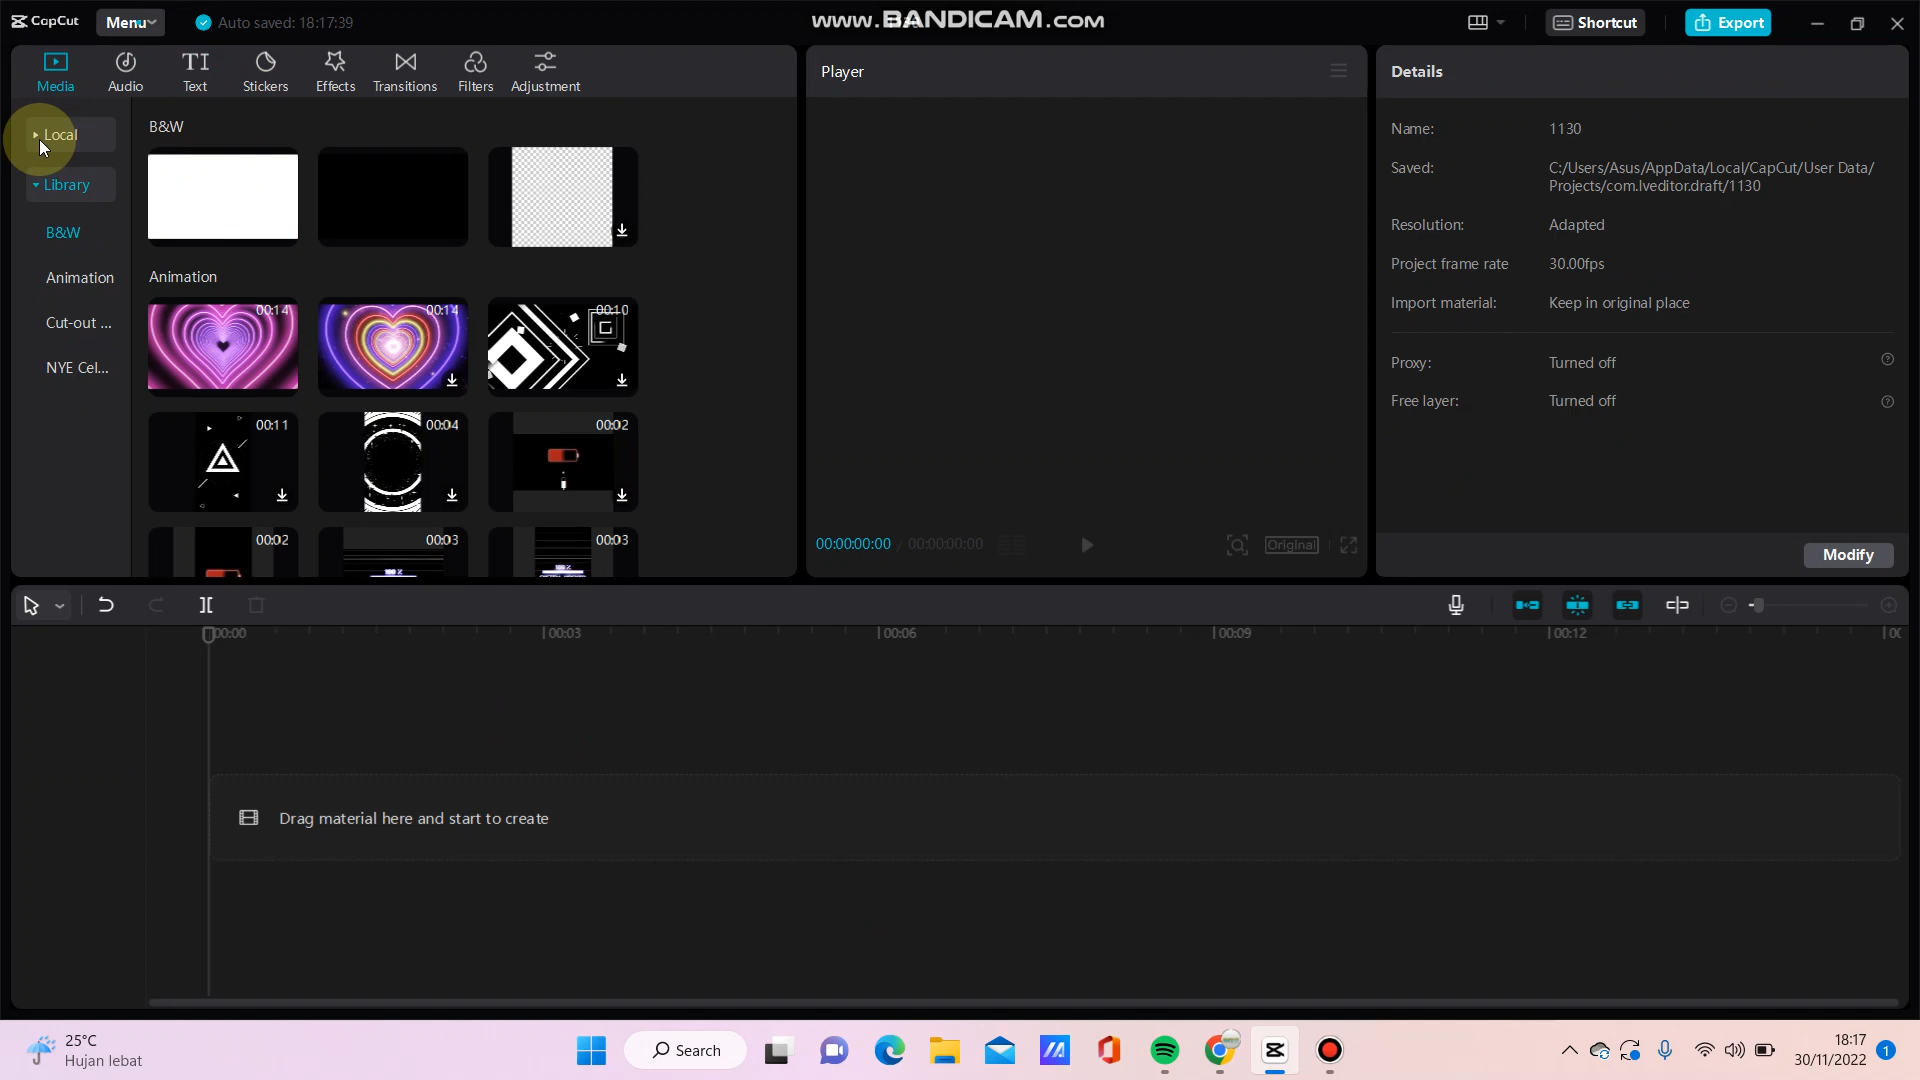 CapCut
Menu
Auto saved: 18:17:39
www.BANDICAM.com
Shortcut
Export
Media
Audio
Text
Stickers
Effects
Transitions
Filters
Adjustment
Local
Library
B&W
Animation
Cut-out ...
NYE Cel...
B&W
Animation
00:14
00:14
00:10
00:11
00:04
00:02
00:02
00:03
00:03
Player
00:00:00:00 / 00:00:00:00
Original
Details
Name: 1130
Saved: C:/Users/Asus/AppData/Local/CapCut/User Data/
Projects/com.lveditor.draft/1130
Resolution: Adapted
Project frame rate 30.00fps
Import material: Keep in original place
Proxy: Turned off
Free layer: Turned off
Modify
00:00
00:03
00:06
00:09
00:12
Drag material here and start to create
25°C
Hujan lebat
Search
18:17
30/11/2022
1